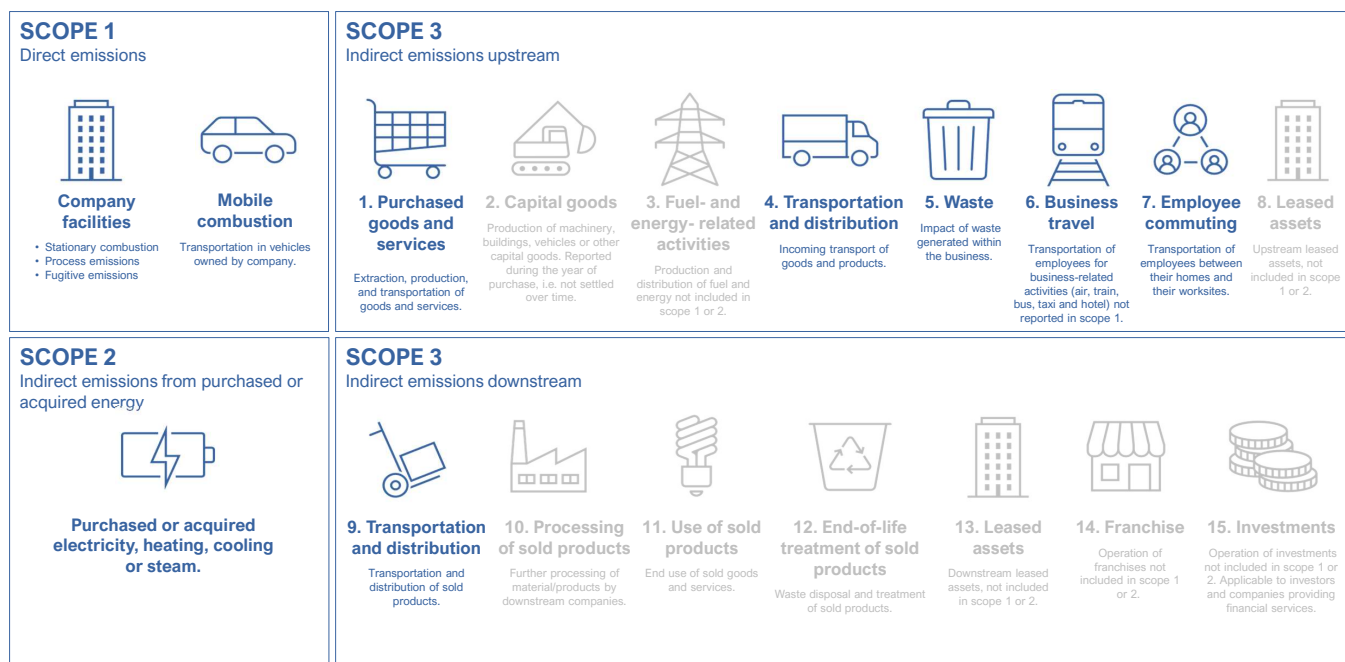 SCOPE 1
Direct emissions
Company
facilities
• Stationary combustion
• Process emissions
• Fugitive emissions
Mobile
combustion
Transportation in vehicles
owned by company.
SCOPE 3
Indirect emissions upstream
1. Purchased
goods and
services
Extraction, production,
and transportation of
goods and services.
2. Capital goods
Production of machinery,
buildings, vehicles or other
capital goods. Reported
during the year of
purchase, i.e. not settled
over time.
3. Fuel- and
energy- related
activities
Production and
distribution of fuel and
energy not included in
scope 1 or 2.
4. Transportation
and distribution
Incoming transport of
goods and products.
5. Waste
Impact of waste
generated within
the business.
6. Business
travel
Transportation of
employees for
business-related
activities (air, train,
bus, taxi and hotel) not
reported in scope 1.
7. Employee
commuting
Transportation of
employees between
their homes and
their worksites.
8. Leased
assets
Upstream leased
assets, not
included in scope
1 or 2.
SCOPE 2
Indirect emissions from purchased or
acquired energy
Purchased or acquired
electricity, heating, cooling
or steam.
SCOPE 3
Indirect emissions downstream
9. Transportation
and distribution
Transportation and
distribution of sold
products.
10. Processing
of sold products
Further processing of
material/products by
downstream companies.
11. Use of sold
products
End use of sold goods
and services.
12. End-of-life
treatment of sold
products
Waste disposal and treatment
of sold products.
13. Leased
assets
Downstream leased
assets, not included
in scope 1 or 2.
14. Franchise
Operation of
franchises not
included in scope 1
or 2.
15. Investments
Operation of investments
not included in scope 1 or
2. Applicable to investors
and companies providing
financial services.